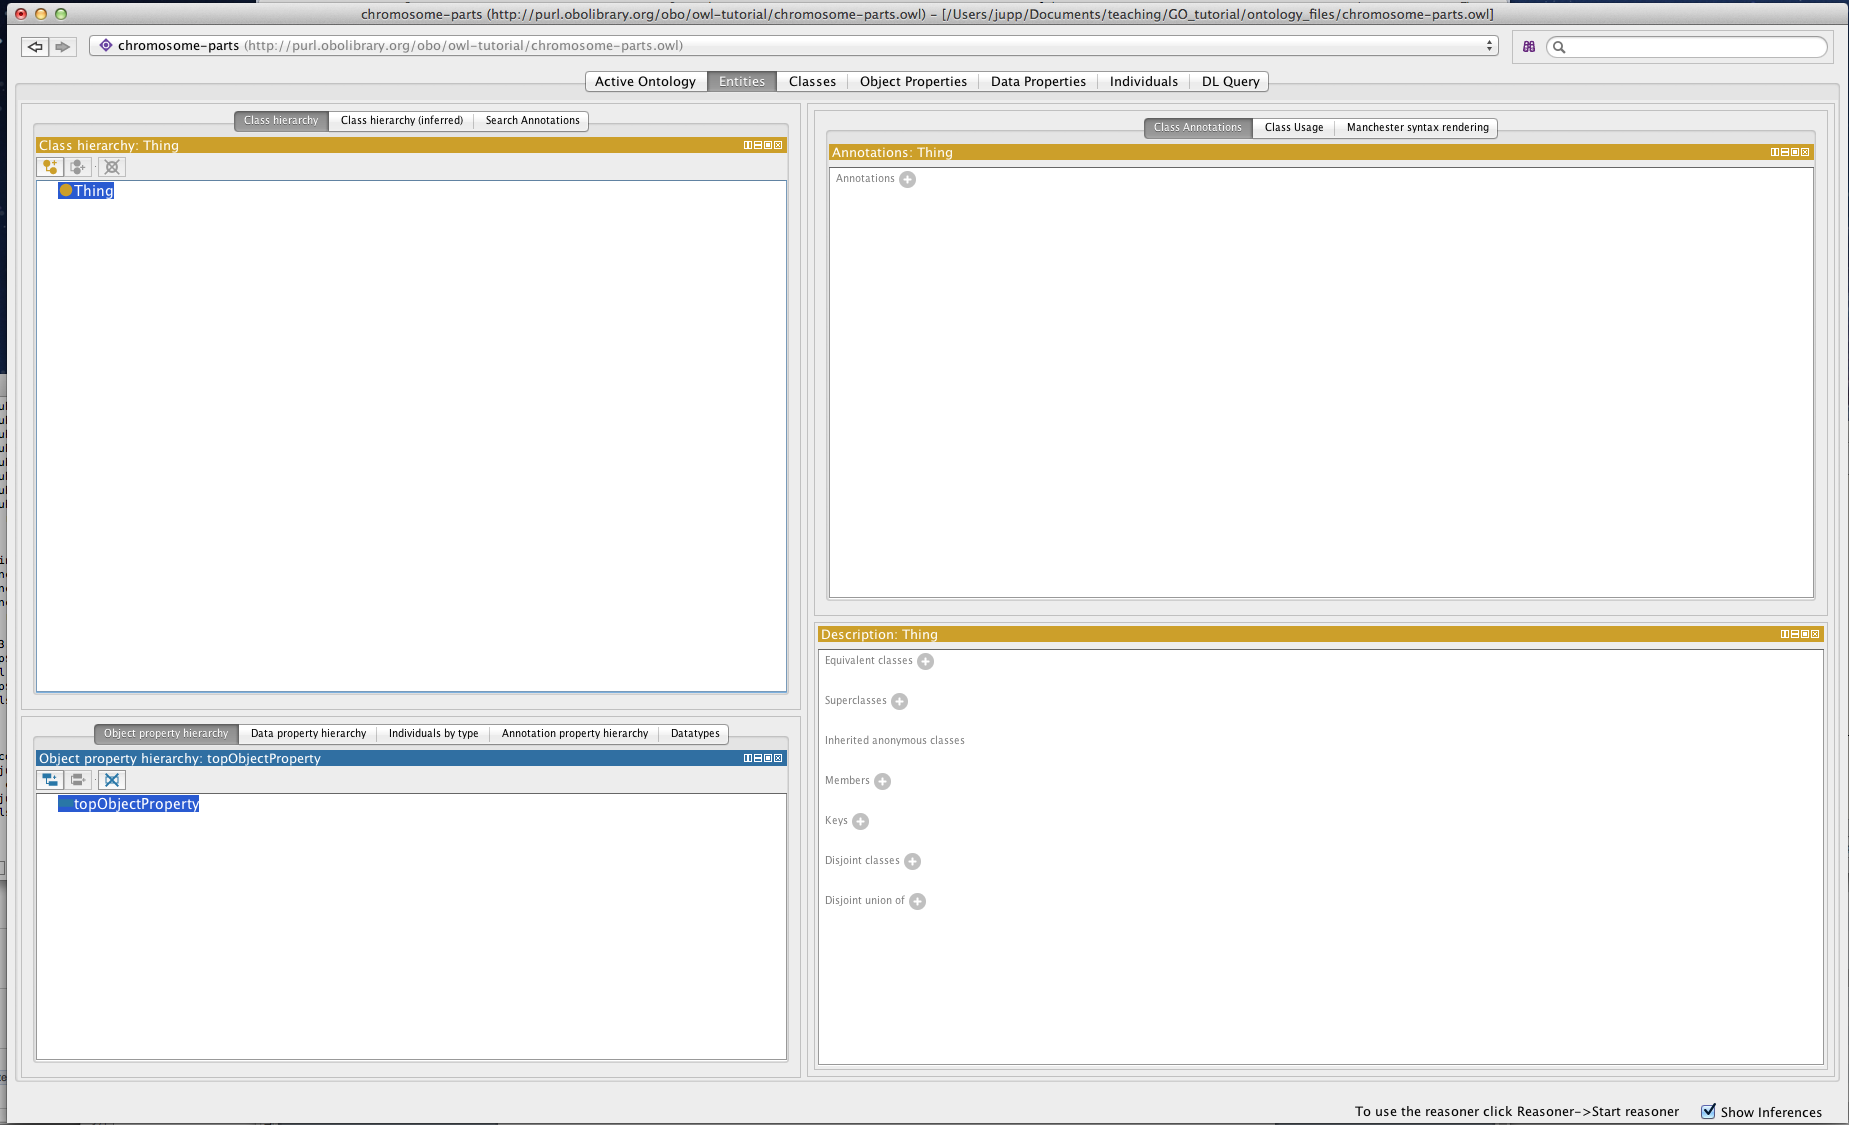 chromosome-parts (http://purl.obolibrary.org/obo/owl-tutorial/chromosome-parts.owl) – [/Users/jupp/Documents/teaching/GO_tutorial/ontology_files/chromosome-parts.owl]
chromosome-parts (http://purl.obolibrary.org/obo/owl-tutorial/chromosome-parts.owl)
Active Ontology Entities Classes Object Properties Data Properties Individuals DL Query
Class hierarchy Class hierarchy (inferred) Search Annotations
Class hierarchy: Thing
Thing
Object property hierarchy Data property hierarchy Individuals by type Annotation property hierarchy Datatypes
Object property hierarchy: topObjectProperty
topObjectProperty
Class Annotations Class Usage Manchester syntax rendering
Annotations: Thing
Annotations
Description: Thing
Equivalent classes
Superclasses
Inherited anonymous classes
Members
Keys
Disjoint classes
Disjoint union of
To use the reasoner click Reasoner->Start reasoner Show Inferences